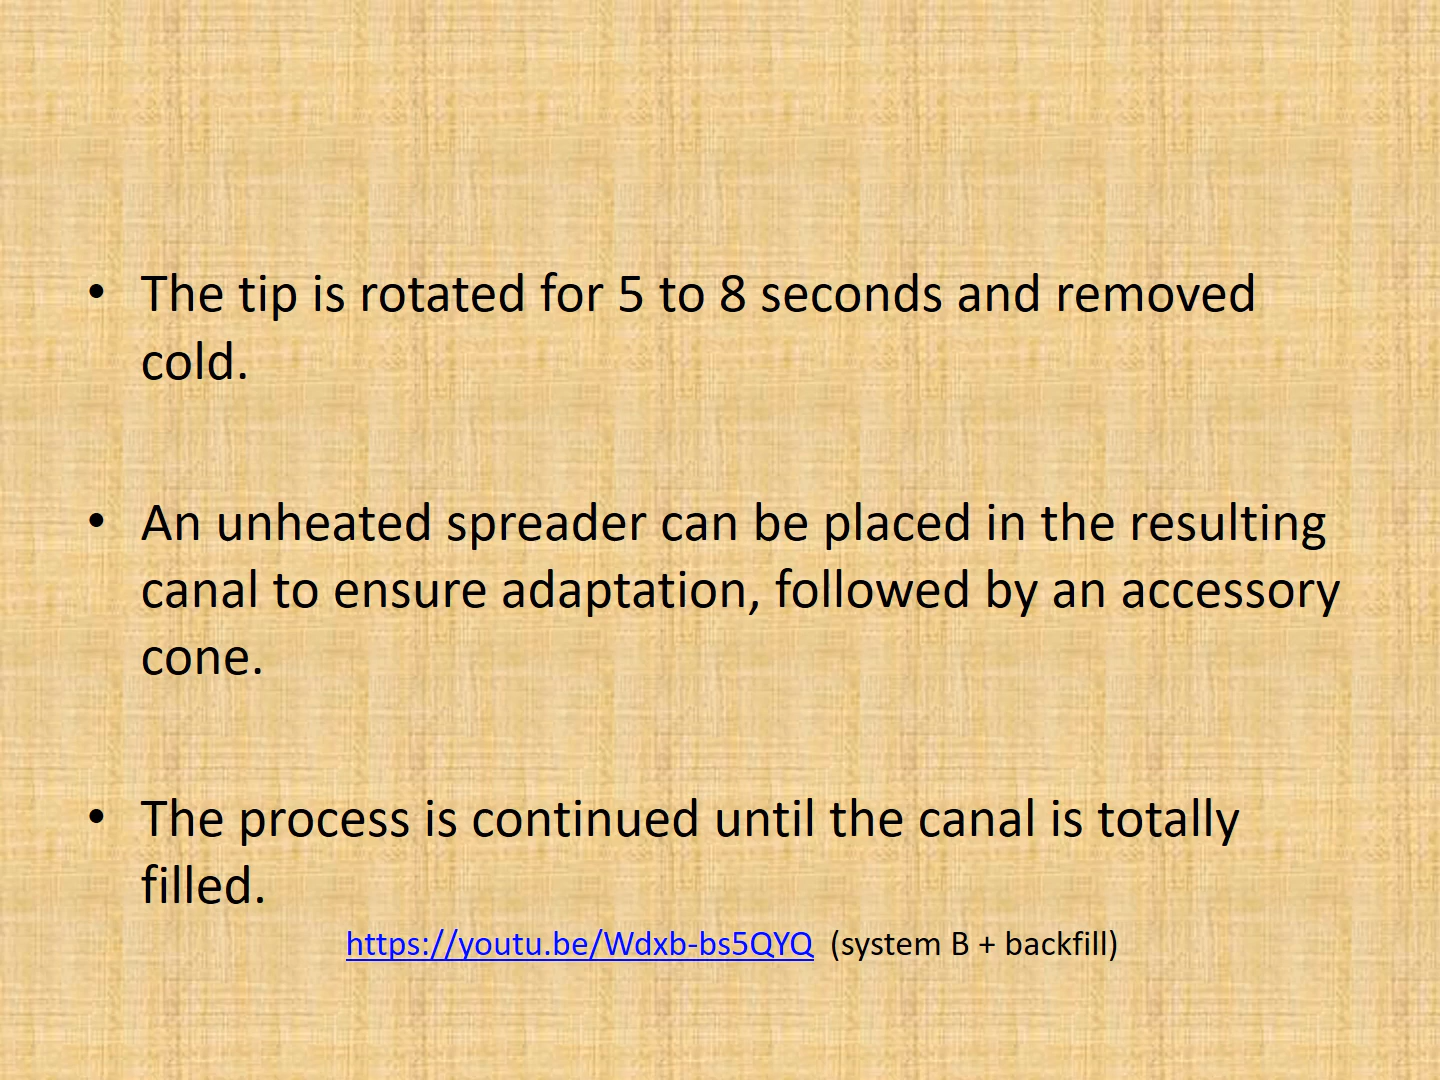 • The tip is rotated for 5 to 8 seconds and removed
cold.
• An unheated spreader can be placed in the resulting
canal to ensure adaptation, followed by an accessory
cone.
• The process is continued until the canal is totally
filled.
https://youtu.be/Wdxb-bs5QYQ (system B + backfill)